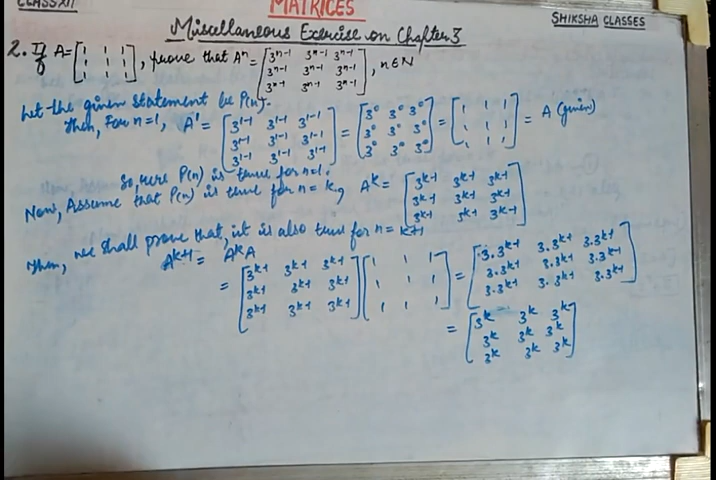 CLASS XII
MATRICES
SHIKSHA CLASSES
Miscellaneous Exercise on Chapter 3
2. If A = [1 1 1; 1 1 1; 1 1 1], prove that Aⁿ = [3ⁿ⁻¹ 3ⁿ⁻¹ 3ⁿ⁻¹; 3ⁿ⁻¹ 3ⁿ⁻¹ 3ⁿ⁻¹; 3ⁿ⁻¹ 3ⁿ⁻¹ 3ⁿ⁻¹], n ∈ N
Let the given statement be P(n).
Then, For n=1, A¹ = [3¹⁻¹ 3¹⁻¹ 3¹⁻¹; 3¹⁻¹ 3¹⁻¹ 3¹⁻¹; 3¹⁻¹ 3¹⁻¹ 3¹⁻¹] = [3⁰ 3⁰ 3⁰; 3⁰ 3⁰ 3⁰; 3⁰ 3⁰ 3⁰] = [1 1 1; 1 1 1; 1 1 1] = A (given)
So, here P(n) is true for n=1.
Now, Assume that P(n) is true for n = k, Aᵏ = [3ᵏ⁻¹ 3ᵏ⁻¹ 3ᵏ⁻¹; 3ᵏ⁻¹ 3ᵏ⁻¹ 3ᵏ⁻¹; 3ᵏ⁻¹ 3ᵏ⁻¹ 3ᵏ⁻¹]
Then, we shall prove that, it is also true for n = k+1
Aᵏ⁺¹ = AᵏA
= [3ᵏ⁻¹ 3ᵏ⁻¹ 3ᵏ⁻¹; 3ᵏ⁻¹ 3ᵏ⁻¹ 3ᵏ⁻¹; 3ᵏ⁻¹ 3ᵏ⁻¹ 3ᵏ⁻¹] [1 1 1; 1 1 1; 1 1 1] = [3.3ᵏ⁻¹ 3.3ᵏ⁻¹ 3.3ᵏ⁻¹; 3.3ᵏ⁻¹ 3.3ᵏ⁻¹ 3.3ᵏ⁻¹; 3.3ᵏ⁻¹ 3.3ᵏ⁻¹ 3.3ᵏ⁻¹]
= [3ᵏ 3ᵏ 3ᵏ; 3ᵏ 3ᵏ 3ᵏ; 3ᵏ 3ᵏ 3ᵏ]